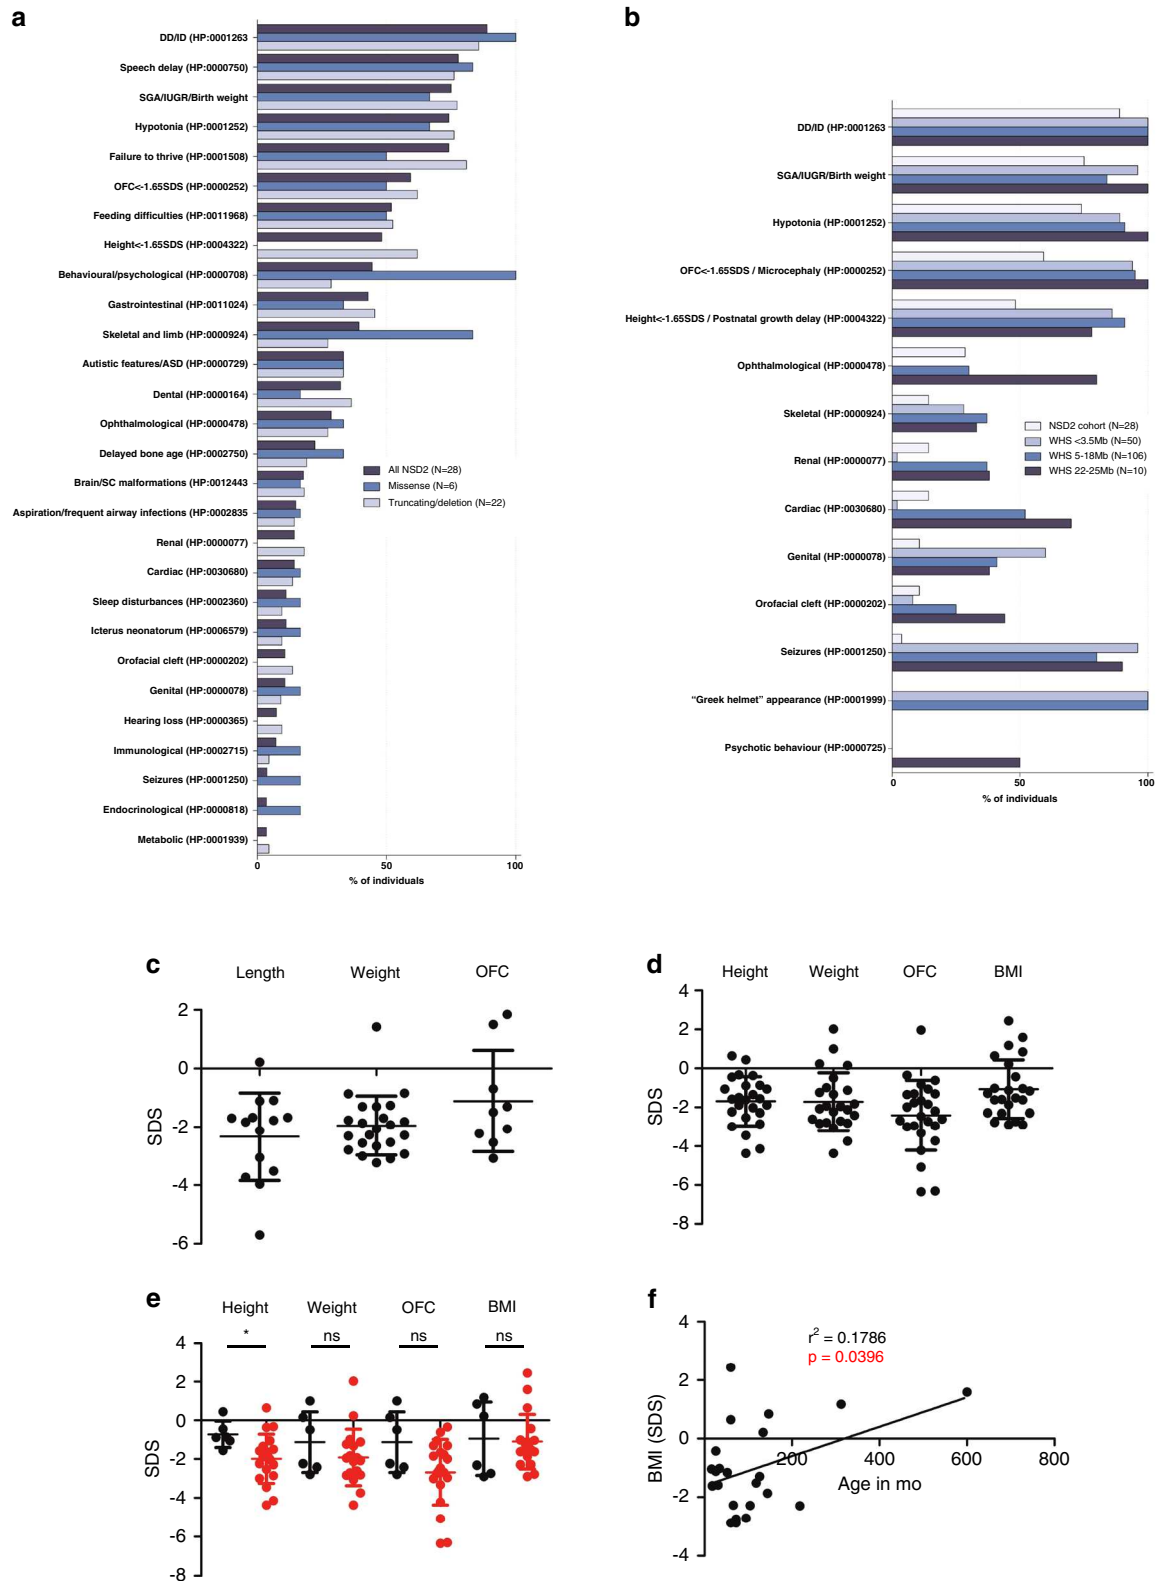 a
DD/ID (HP:0001263
Speech delay (HP:0000750)
SGA/IUGR/Birth weight
Hypotonia (HP:0001252)
Failure to thrive (HP:0001508)
OFC<-1.65SDS (HP:0000252)
Feeding difficulties (HP:0011968)
Height<-1.65SDS (HP:0004322)
Behavioural/psychological (HP:0000708)
Gastrointestinal (HP:0011024)
Skeletal and limb (HP:0000924)
Autistic features/ASD (HP:0000729)
Dental (HP:0000164)
Ophthalmological (HP:0000478)
Delayed bone age (HP:0002750)
Brain/SC malformations (HP:0012443)
Aspiration/frequent airway infections (HP:0002835
Renal (HP:0000077)
Cardiac (HP:0030680)
Sleep disturbances (HP:0002360)
Icterus neonatorum (HP:0006579)
Orofacial cleft (HP:0000202)
Genital (HP:0000078)
Hearing loss (HP:0000365)
Immunological (HP:0002715)
Seizures (HP:0001250)
Endocrinological (HP:0000818)
Metabolic (HP:0001939)
All NSD2 (N=28)
Missense (N=6)
Truncating/deletion (N=22)
0 50 100
% of individuals
b
DD/ID (HP:0001263
SGA/IUGR/Birth weight
Hypotonia (HP:0001252)
OFC<-1.65SDS / Microcephaly (HP:0000252)
Height<-1.65SDS / Postnatal growth delay (HP:0004322)
Ophthalmological (HP:0000478)
Skeletal (HP:0000924)
Renal (HP:0000077)
Cardiac (HP:0030680)
Genital (HP:0000078)
Orofacial cleft (HP:0000202)
Seizures (HP:0001250)
“Greek helmet” appearance (HP:0001999)
Psychotic behaviour (HP:0000725)
NSD2 cohort (N=28)
WHS <3.5Mb (N=50)
WHS 5-18Mb (N=106)
WHS 22-25Mb (N=10)
0 50 100
% of individuals
c
Length Weight OFC
2
0
-2
-4
-6
SDS
d
Height Weight OFC BMI
4
2
0
-2
-4
-6
-8
SDS
e
Height Weight OFC BMI
* ns ns ns
4
2
0
-2
-4
-6
-8
SDS
f
r2 = 0.1786
p = 0.0396
4
2
0
-2
-4
BMI (SDS)
200 400 600 800
Age in mo